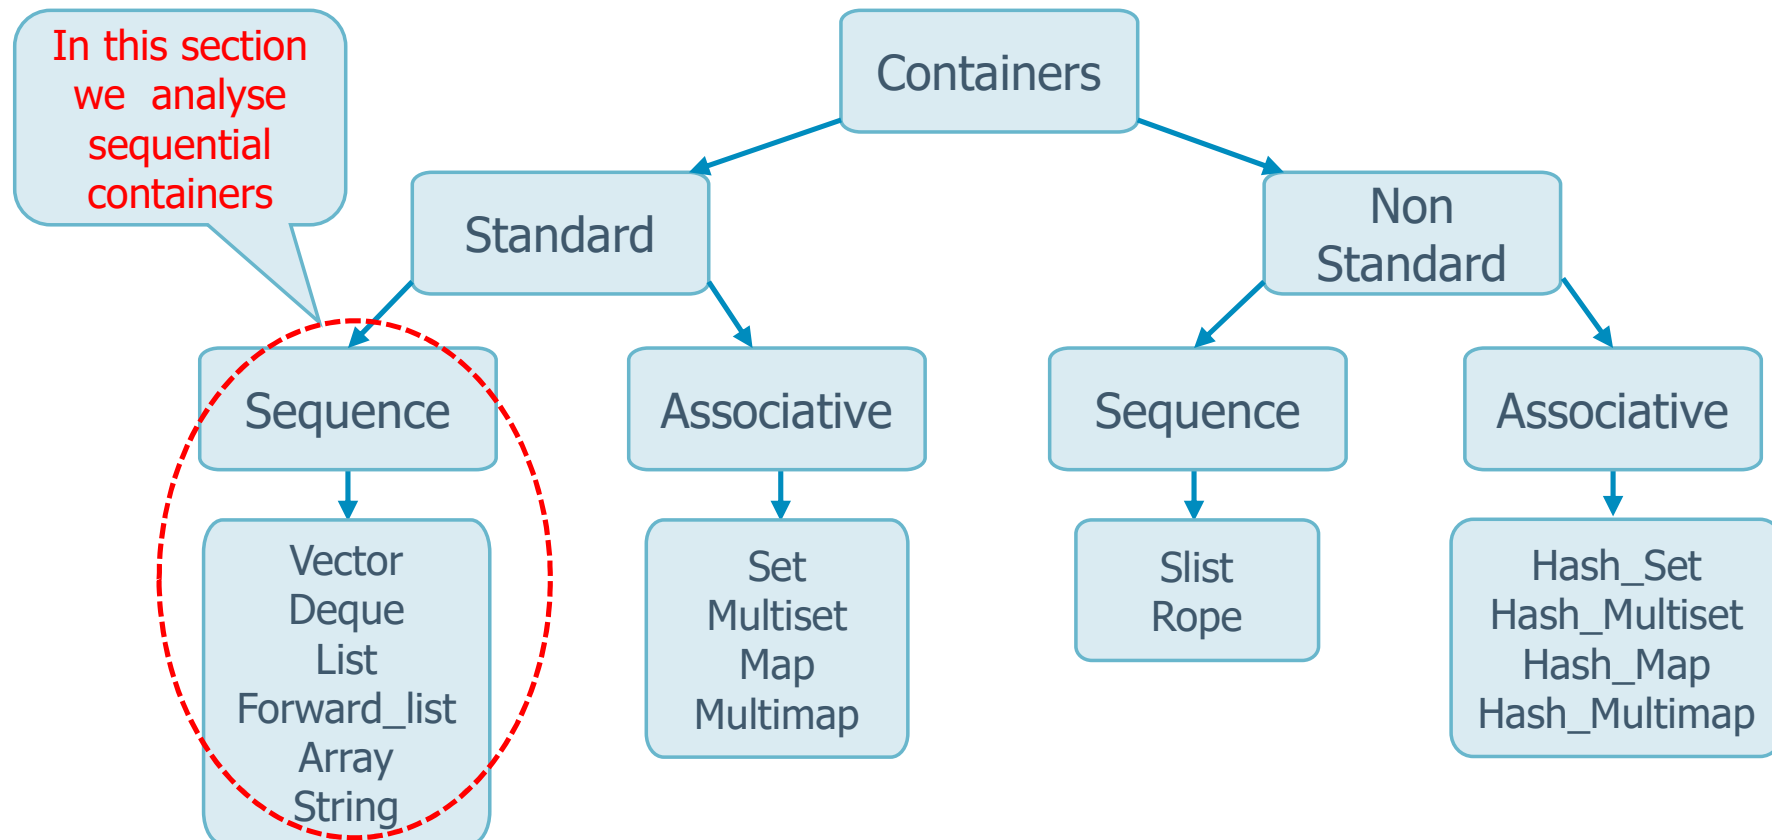 In this section
we analyse
sequential
containers
Containers
Standard
Non
Standard
Sequence
Associative
Sequence
Associative
Vector
Deque
List
Forward_list
Array
String
Set
Multiset
Map
Multimap
Slist
Rope
Hash_Set
Hash_Multiset
Hash_Map
Hash_Multimap